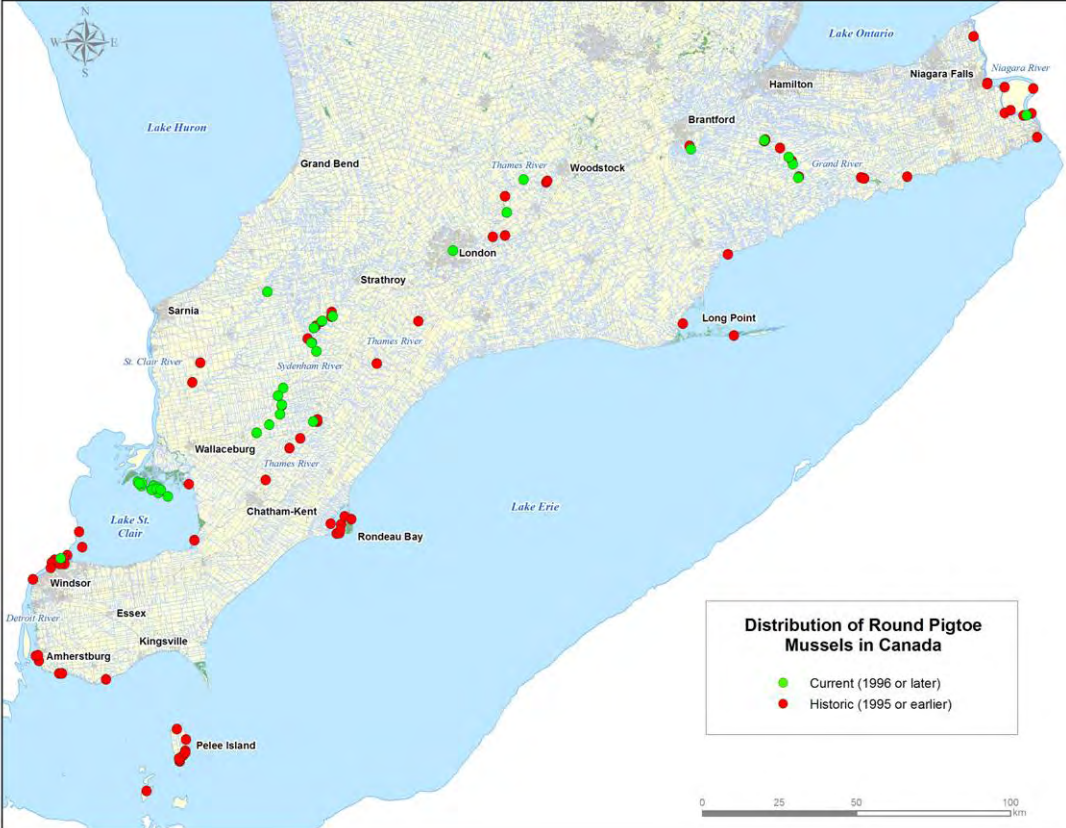 N
W E
S
Lake Ontario
Niagara River
Niagara Falls
Hamilton
Lake Huron
Brantford
Grand Bend
Thames River
Woodstock
Grand River
London
Strathroy
Sarnia
Long Point
St. Clair River
Thames River
Sydenham River
Wallaceburg
Thames River
Chatham-Kent
Lake Erie
Lake St.
Clair
Rondeau Bay
Windsor
Essex
Detroit River
Kingsville
Amherstburg
Pelee Island
Distribution of Round Pigtoe
Mussels in Canada
Current (1996 or later)
Historic (1995 or earlier)
0 25 50 100
km